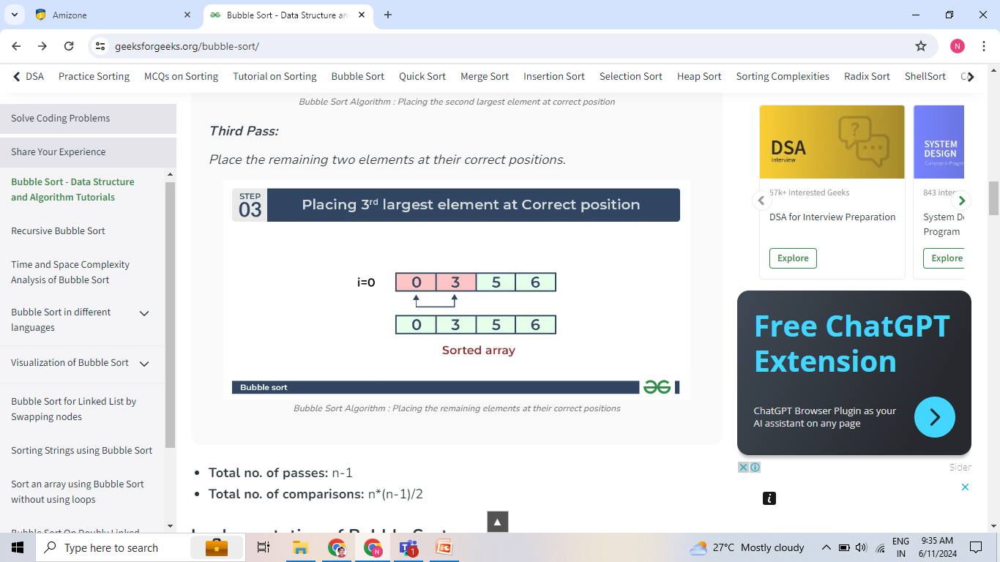 Amizone
Bubble Sort - Data Structure an
geeksforgeeks.org/bubble-sort/
N
DSA Practice Sorting MCQs on Sorting Tutorial on Sorting Bubble Sort Quick Sort Merge Sort Insertion Sort Selection Sort Heap Sort Sorting Complexities Radix Sort ShellSort
Solve Coding Problems
Share Your Experience
Bubble Sort - Data Structure
and Algorithm Tutorials
Recursive Bubble Sort
Time and Space Complexity
Analysis of Bubble Sort
Bubble Sort in different
languages
Visualization of Bubble Sort
Bubble Sort for Linked List by
Swapping nodes
Sorting Strings using Bubble Sort
Sort an array using Bubble Sort
without using loops
Bubble Sort On Doubly Linked
Bubble Sort Algorithm : Placing the second largest element at correct position
Third Pass:
Place the remaining two elements at their correct positions.
STEP
03
Placing 3rd largest element at Correct position
i=0 0 3 5 6
0 3 5 6
Sorted array
Bubble sort
Bubble Sort Algorithm : Placing the remaining elements at their correct positions
• Total no. of passes: n-1
• Total no. of comparisons: n*(n-1)/2
Implementation of Bubble Sort
DSA
Interview
57k+ interested Geeks
DSA for Interview Preparation
Explore
SYSTEM
DESIGN
843 inter
System De
Program
Explore
Free ChatGPT
Extension
ChatGPT Browser Plugin as your
AI assistant on any page
Sider
Type here to search
N
1
27°C Mostly cloudy
ENG
IN
9:35 AM
6/11/2024